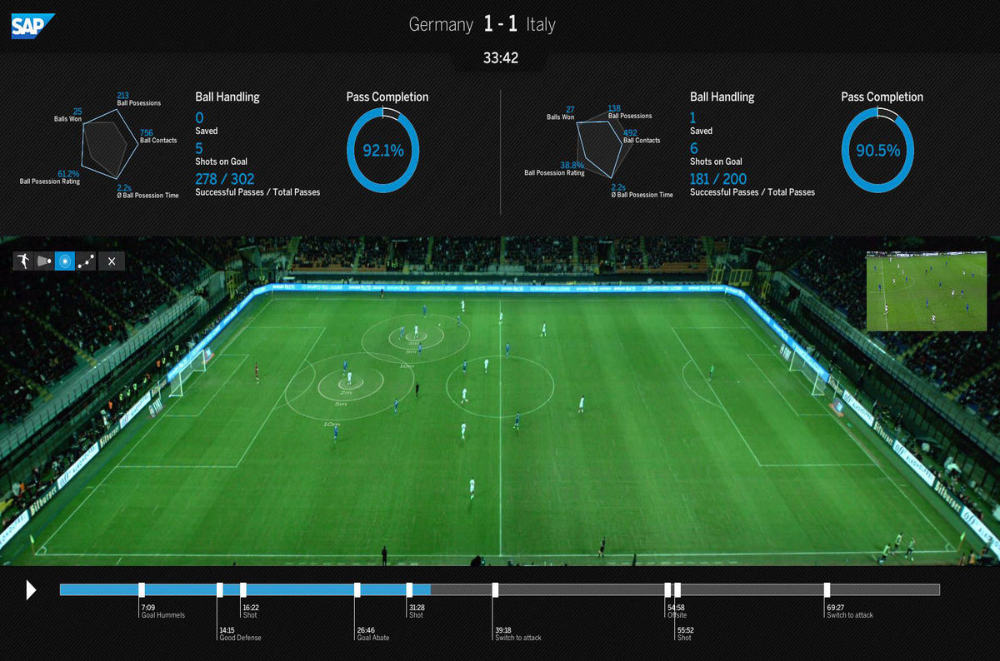 SAP
Germany 1 - 1 Italy
33:42
213
Ball Posessions
25
Balls Won
756
Ball Contacts
61.2%
Ball Posession Rating
2.2s
Ø Ball Posession Time
Ball Handling
0
Saved
5
Shots on Goal
278 / 302
Successful Passes / Total Passes
Pass Completion
92.1%
27
Balls Won
138
Ball Posessions
492
Ball Contacts
38.8%
Ball Posession Rating
2.2s
Ø Ball Posession Time
Ball Handling
1
Saved
6
Shots on Goal
181 / 200
Successful Passes / Total Passes
Pass Completion
90.5%
X
2m
5m
10m
2m
5m
10m
FIAT
FIAT
Bitburger
Bitburger
Bitburger
Bitburger
7:09
Goal Hummels
14:15
Good Defense
16:22
Shot
26:46
Goal Abate
31:28
Shot
39:18
Switch to attack
54:58
Offsite
55:52
Shot
69:27
Switch to attack